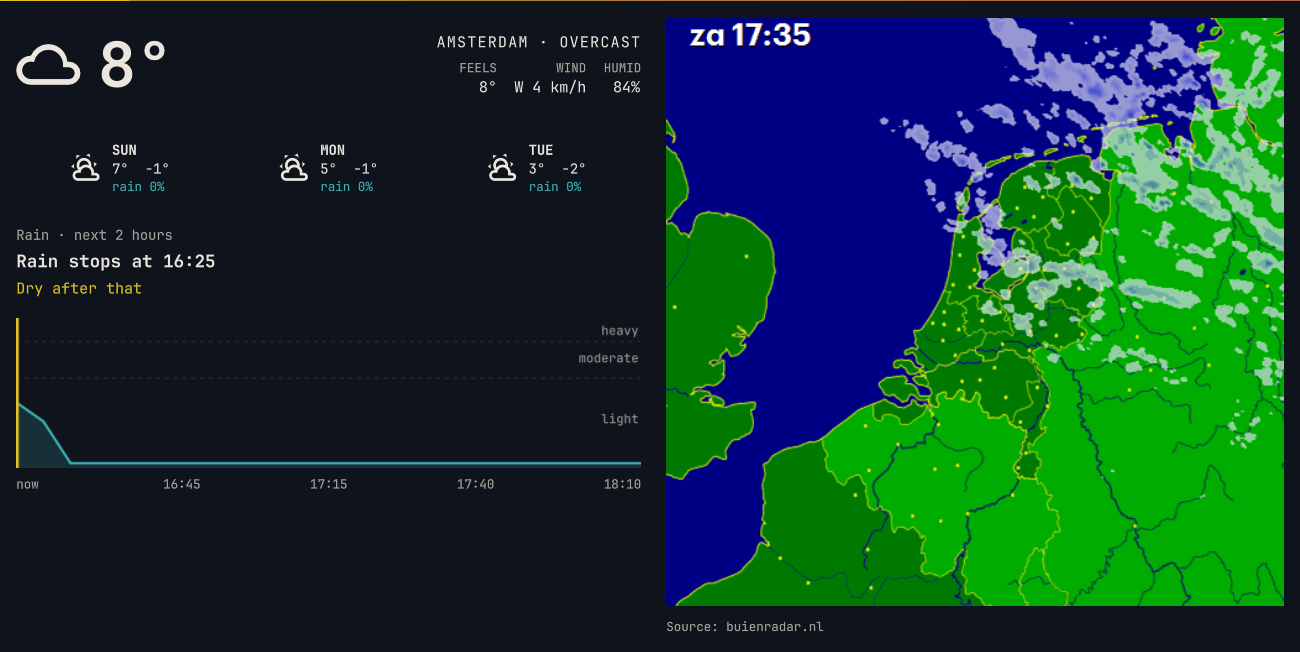 8°
AMSTERDAM · OVERCAST
FEELS WIND HUMID
8° W 4 km/h 84%
SUN
7° -1°
rain 0%
MON
5° -1°
rain 0%
TUE
3° -2°
rain 0%
Rain · next 2 hours
Rain stops at 16:25
Dry after that
heavy
moderate
light
now 16:45 17:15 17:40 18:10
za 17:35
Source: buienradar.nl